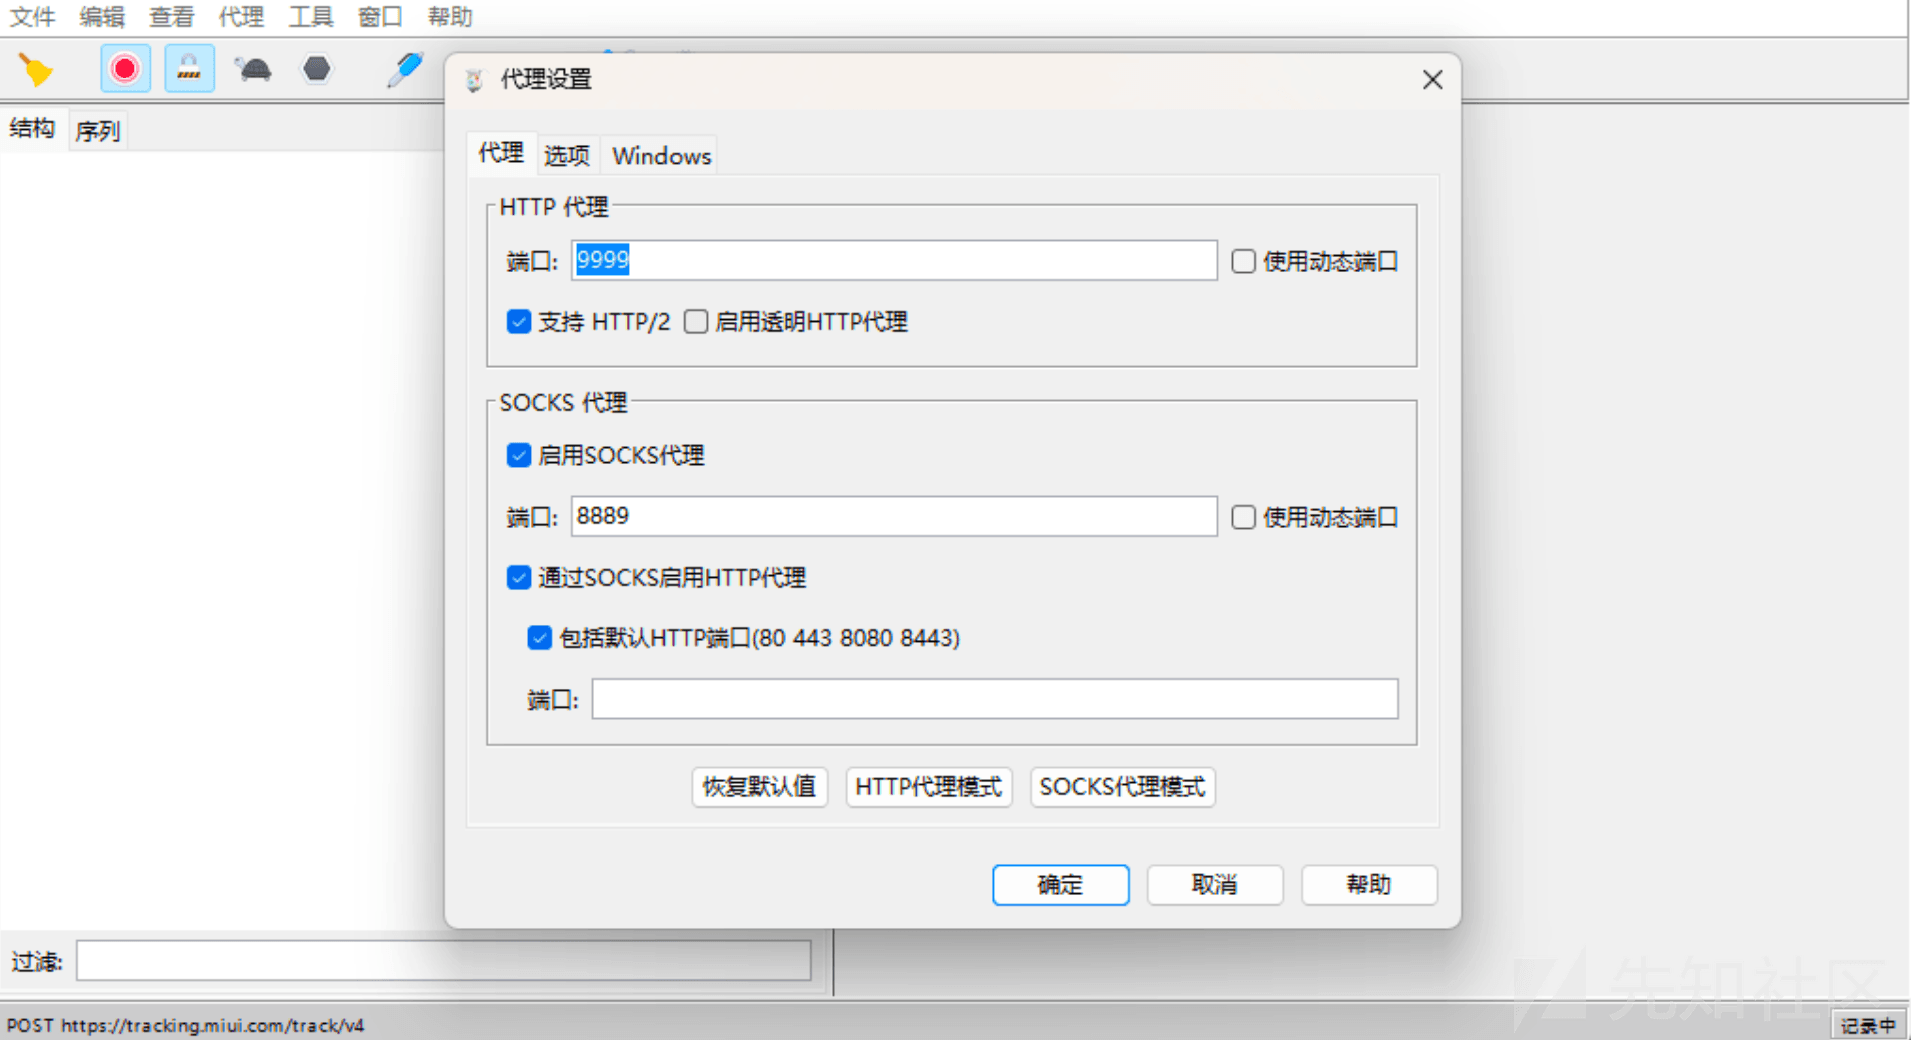 文件 编辑 查看 代理 工具 窗口 帮助
代理设置
结构 序列
代理 选项 Windows
HTTP 代理
端口: 9999 使用动态端口
支持 HTTP/2 启用透明HTTP代理
SOCKS 代理
启用SOCKS代理
端口: 8889 使用动态端口
通过SOCKS启用HTTP代理
包括默认HTTP端口(80 443 8080 8443)
端口:
恢复默认值 HTTP代理模式 SOCKS代理模式
确定 取消 帮助
过滤:
先知社区
POST https://tracking.miui.com/track/v4 记录中